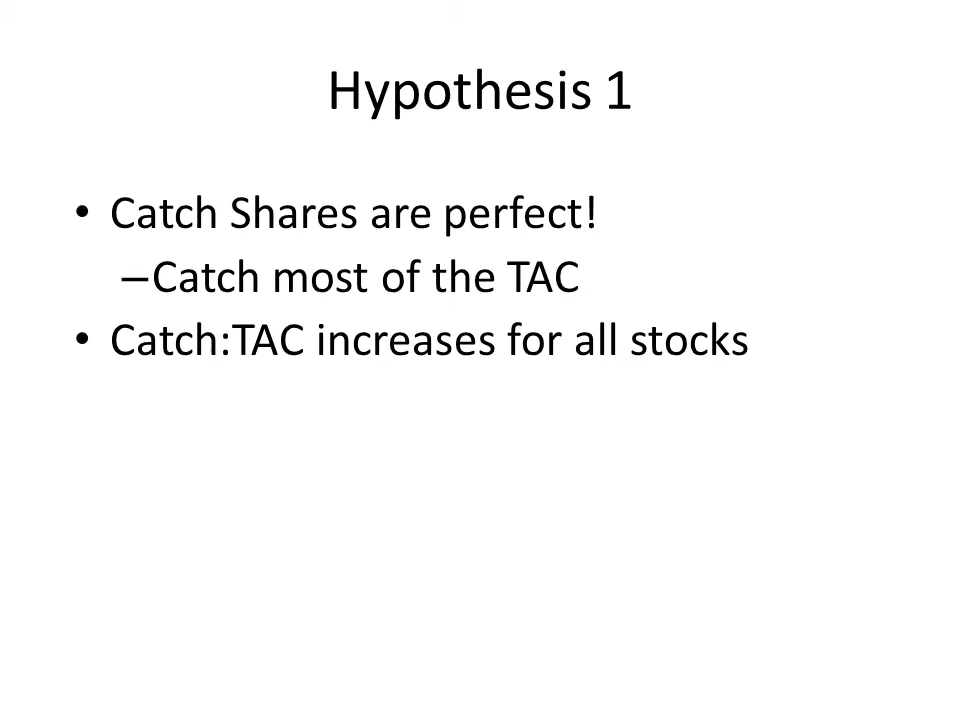 Hypothesis 1
• Catch Shares are perfect!
–Catch most of the TAC
• Catch:TAC increases for all stocks